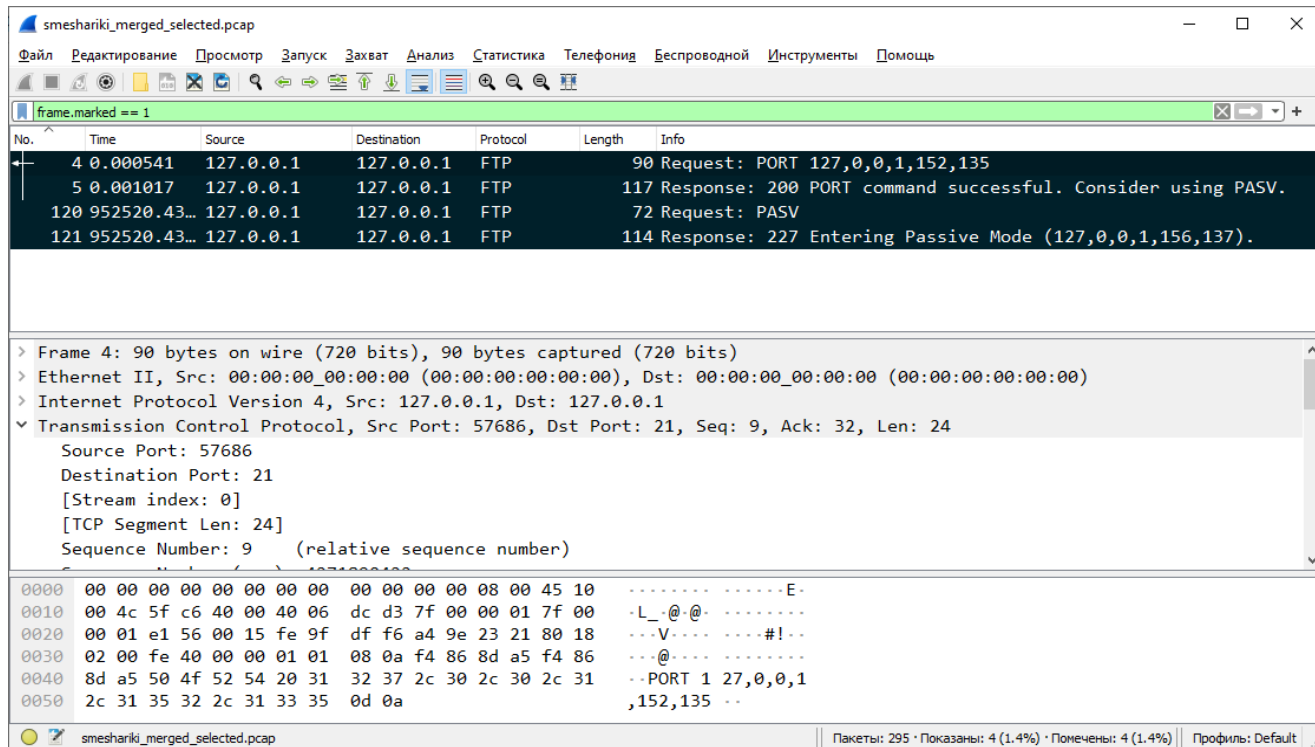 smeshariki_merged_selected.pcap
Файл Редактирование Просмотр Запуск Захват Анализ Статистика Телефония Беспроводной Инструменты Помощь
frame.marked == 1
No. Time Source Destination Protocol Length Info
4 0.000541 127.0.0.1 127.0.0.1 FTP 90 Request: PORT 127,0,0,1,152,135
5 0.001017 127.0.0.1 127.0.0.1 FTP 117 Response: 200 PORT command successful. Consider using PASV.
120 952520.43… 127.0.0.1 127.0.0.1 FTP 72 Request: PASV
121 952520.43… 127.0.0.1 127.0.0.1 FTP 114 Response: 227 Entering Passive Mode (127,0,0,1,156,137).
> Frame 4: 90 bytes on wire (720 bits), 90 bytes captured (720 bits)
> Ethernet II, Src: 00:00:00_00:00:00 (00:00:00:00:00:00), Dst: 00:00:00_00:00:00 (00:00:00:00:00:00)
> Internet Protocol Version 4, Src: 127.0.0.1, Dst: 127.0.0.1
Transmission Control Protocol, Src Port: 57686, Dst Port: 21, Seq: 9, Ack: 32, Len: 24
Source Port: 57686
Destination Port: 21
[Stream index: 0]
[TCP Segment Len: 24]
Sequence Number: 9 (relative sequence number)
0000 00 00 00 00 00 00 00 00 00 00 00 00 08 00 45 10 ········ ······E·
0010 00 4c 5f c6 40 00 40 06 dc d3 7f 00 00 01 7f 00 ·L_·@·@· ········
0020 00 01 e1 56 00 15 fe 9f df f6 a4 9e 23 21 80 18 ···V···· ····#!··
0030 02 00 fe 40 00 00 01 01 08 0a f4 86 8d a5 f4 86 ···@···· ········
0040 8d a5 50 4f 52 54 20 31 32 37 2c 30 2c 30 2c 31 ··PORT 1 27,0,0,1
0050 2c 31 35 32 2c 31 33 35 0d 0a ,152,135 ··
smeshariki_merged_selected.pcap Пакеты: 295 · Показаны: 4 (1.4%) · Помечены: 4 (1.4%) Профиль: Default